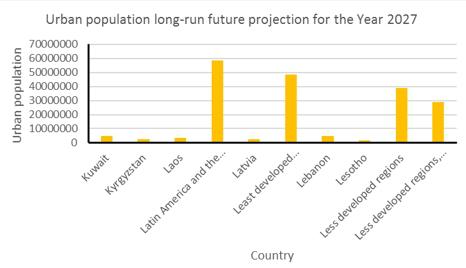 Urban population long-run future projection for the Year 2027
Urban population
70000000
60000000
50000000
40000000
30000000
20000000
10000000
0
Kuwait
Kyrgyzstan
Laos
Latin America and the...
Latvia
Least developed...
Lebanon
Lesotho
Less developed regions
Less developed regions,...
Country